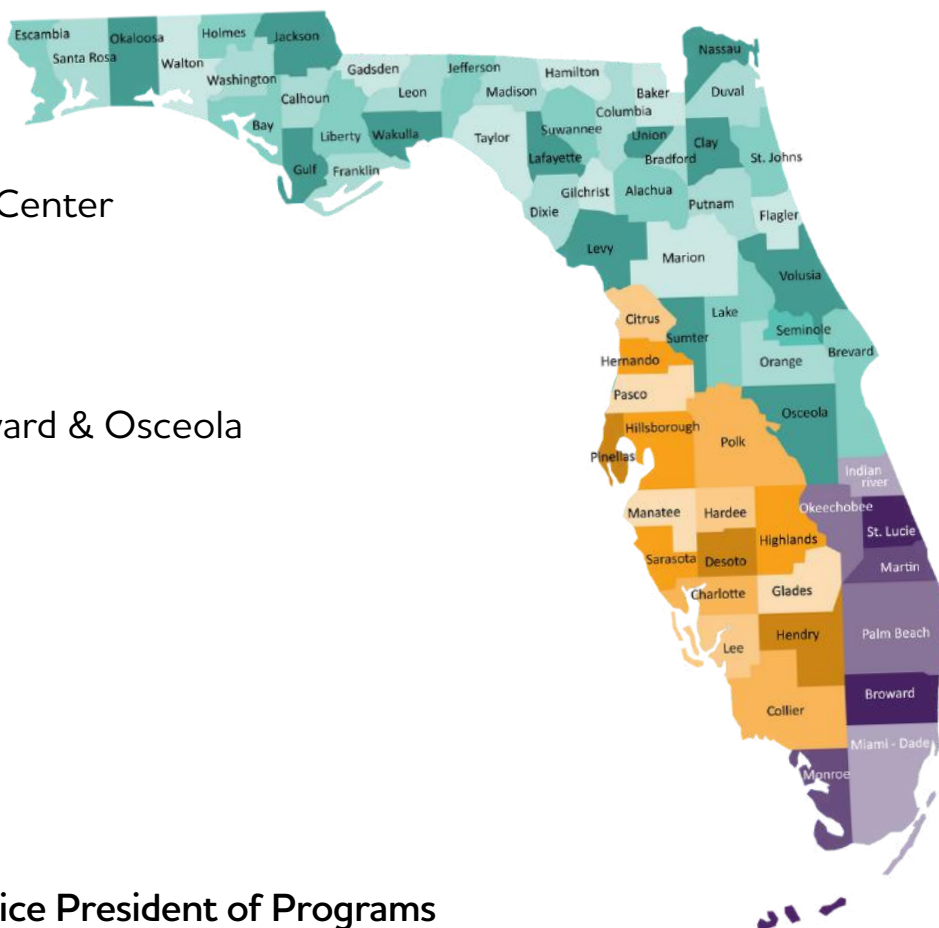 Escambia
Santa Rosa
Okaloosa
Walton
Holmes
Washington
Jackson
Bay
Calhoun
Gulf
Liberty
Franklin
Gadsden
Leon
Wakulla
Jefferson
Madison
Taylor
Hamilton
Suwannee
Lafayette
Dixie
Gilchrist
Columbia
Baker
Union
Bradford
Alachua
Nassau
Duval
Clay
St. Johns
Putnam
Flagler
Levy
Marion
Volusia
Center
Citrus
Sumter
Lake
Seminole
Hernando
Orange
Brevard
Pasco
Osceola
vard & Osceola
Hillsborough
Pinellas
Polk
Indian
river
Manatee
Hardee
Highlands
Okeechobee
St. Lucie
Sarasota
Desoto
Martin
Charlotte
Glades
Lee
Hendry
Palm Beach
Collier
Broward
Miami - Dade
Monroe
ice President of Programs